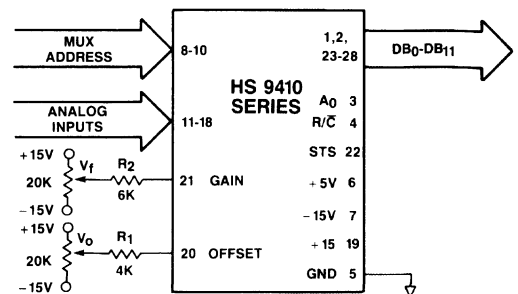 MUX
ADDRESS
8-10
ANALOG
INPUTS
11-18
HS 9410
SERIES
1,2,
23-28
DB0-DB11
A0 3
R/C̅ 4
STS 22
+5V 6
−15V 7
+15 19
GND 5
+15V
Vf
20K
−15V
R2
6K
21 GAIN
+15V
Vo
20K
−15V
R1
4K
20 OFFSET